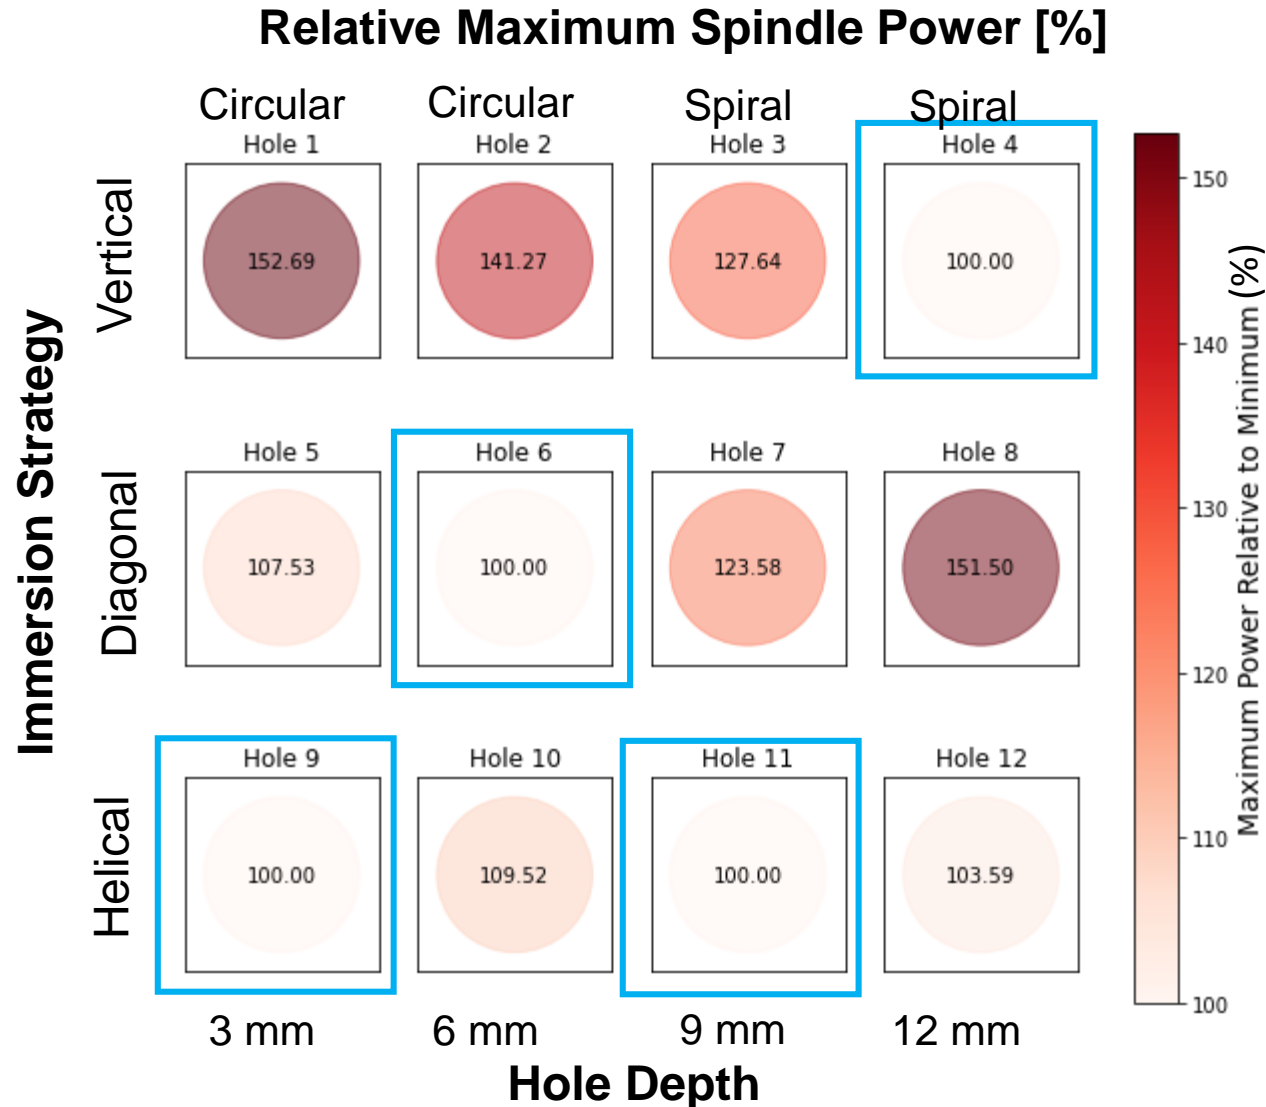 Relative Maximum Spindle Power [%]
Circular
Circular
Spiral
Spiral
Immersion Strategy
Vertical
Hole 1
152.69
Hole 2
141.27
Hole 3
127.64
Hole 4
100.00
Diagonal
Hole 5
107.53
Hole 6
100.00
Hole 7
123.58
Hole 8
151.50
Helical
Hole 9
100.00
Hole 10
109.52
Hole 11
100.00
Hole 12
103.59
3 mm
6 mm
9 mm
12 mm
Hole Depth
150
140
130
120
110
100
Maximum Power Relative to Minimum (%)